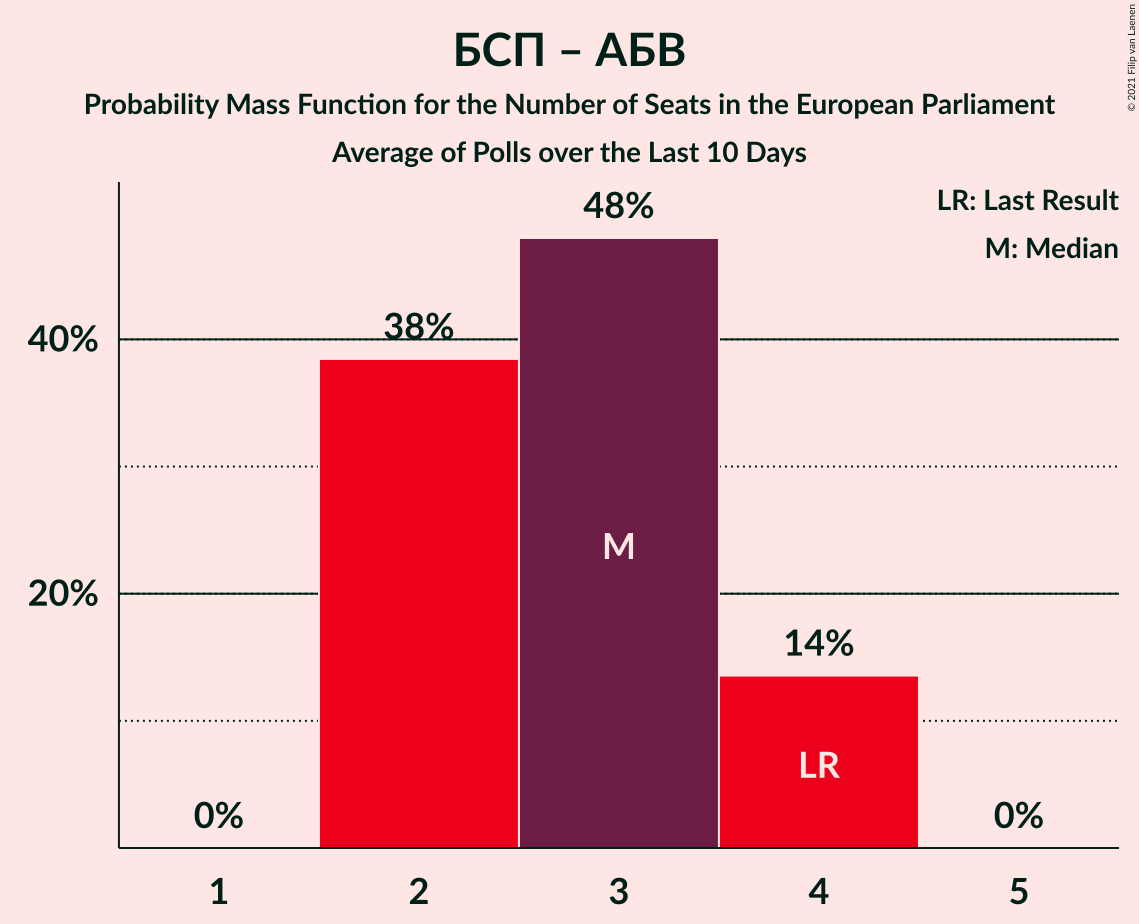 БСП – АБВ
Probability Mass Function for the Number of Seats in the European Parliament
Average of Polls over the Last 10 Days
© 2021 Filip van Laenen
LR: Last Result
M: Median
48%
38%
40%
M
20%
14%
LR
0%
0%
1
2
3
4
5